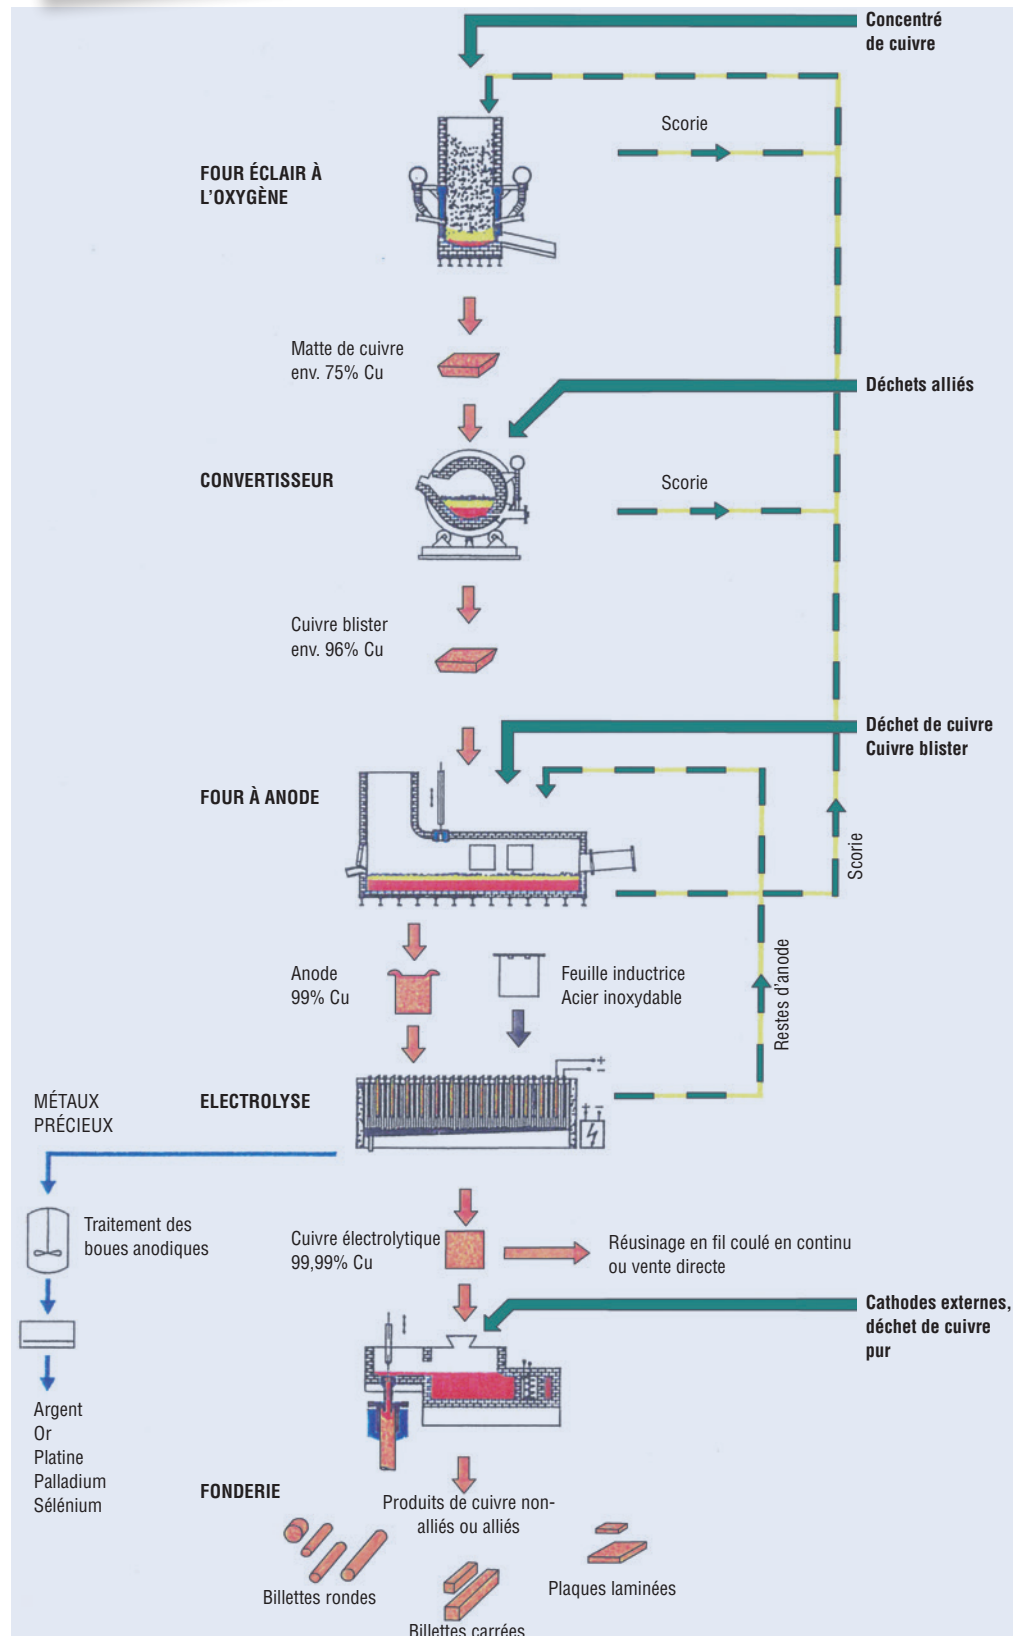 Concentré
de cuivre
Scorie
FOUR ÉCLAIR À
L'OXYGÈNE
Matte de cuivre
env. 75% Cu
Déchets alliés
CONVERTISSEUR
Scorie
Cuivre blister
env. 96% Cu
Déchet de cuivre
Cuivre blister
FOUR À ANODE
Scorie
Anode
99% Cu
Feuille inductrice
Acier inoxydable
Restes d'anode
+
-
+ -
MÉTAUX
PRÉCIEUX
ELECTROLYSE
Traitement des
boues anodiques
Cuivre électrolytique
99,99% Cu
Réusinage en fil coulé en continu
ou vente directe
Cathodes externes,
déchet de cuivre
pur
Argent
Or
Platine
Palladium
Sélénium
FONDERIE
Produits de cuivre non-
alliés ou alliés
Billettes rondes
Plaques laminées
Billettes carrées